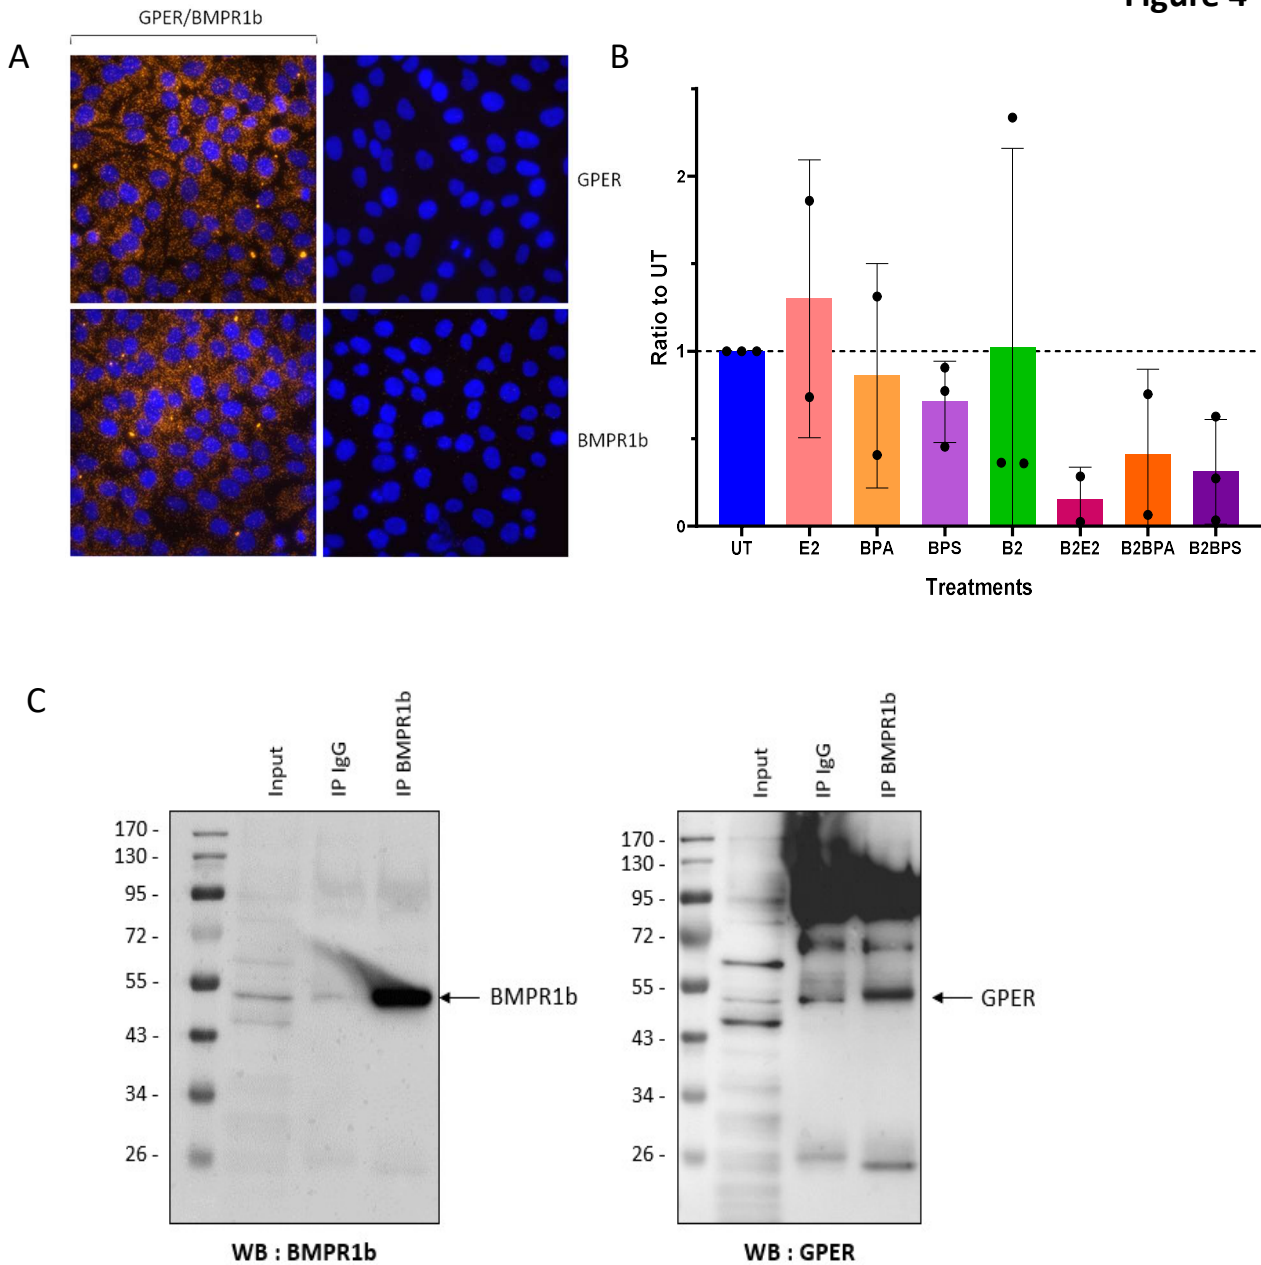 Figure 4
GPER/BMPR1b
A
GPER
BMPR1b
B
Ratio to UT
2
1
0
UT E2 BPA BPS B2 B2E2 B2BPA B2BPS
Treatments
C
Input IP IgG IP BMPR1b
170 -
130 -
95 -
72 -
55 -
43 -
34 -
26 -
BMPR1b
WB : BMPR1b
Input IP IgG IP BMPR1b
170 -
130 -
95 -
72 -
55 -
43 -
34 -
26 -
GPER
WB : GPER